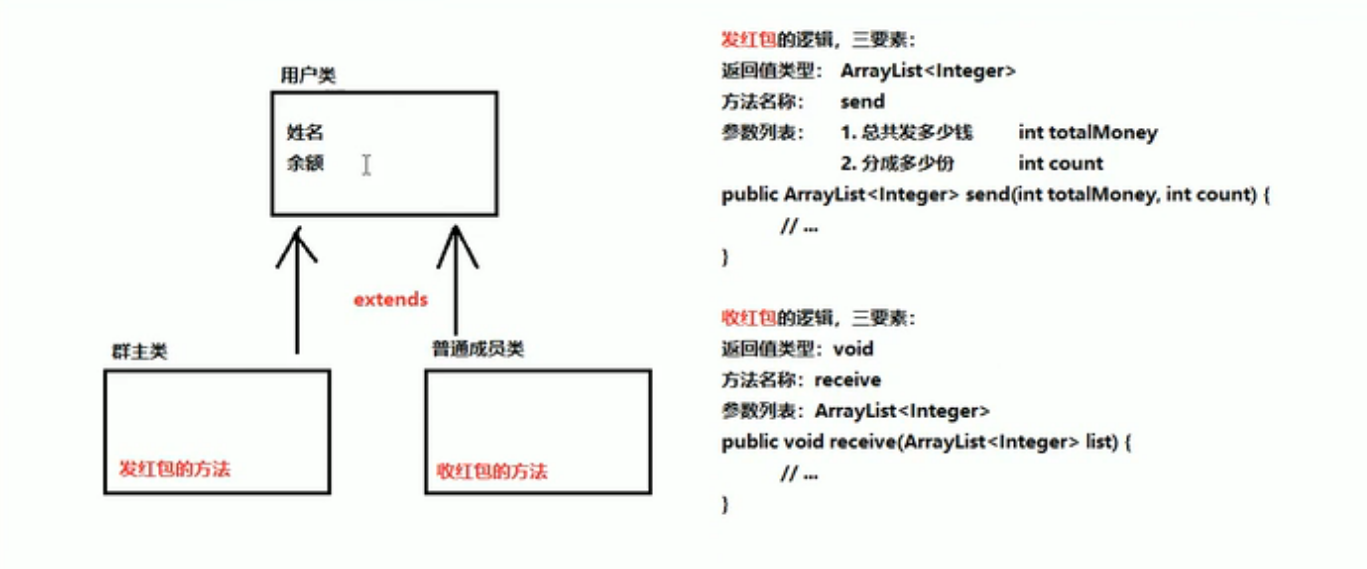 用户类
姓名
余额
extends
群主类
普通成员类
发红包的方法
收红包的方法
发红包的逻辑，三要素：
返回值类型： ArrayList<Integer>
方法名称： send
参数列表： 1. 总共发多少钱 int totalMoney
2. 分成多少份 int count
public ArrayList<Integer> send(int totalMoney, int count) {
// ...
}
收红包的逻辑，三要素：
返回值类型：void
方法名称：receive
参数列表：ArrayList<Integer>
public void receive(ArrayList<Integer> list) {
// ...
}